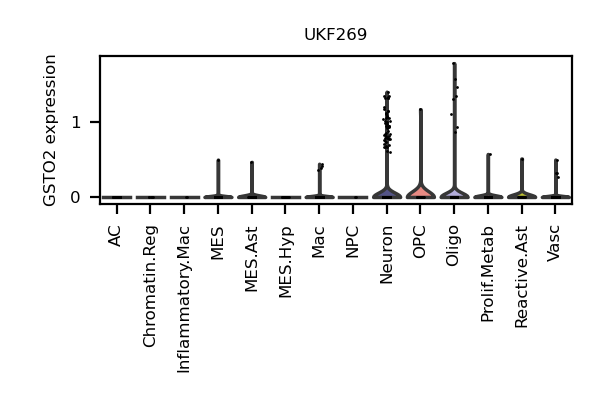 UKF269
GSTO2 expression
1
0
AC
Chromatin.Reg
Inflammatory.Mac
MES
MES.Ast
MES.Hyp
Mac
NPC
Neuron
OPC
Oligo
Prolif.Metab
Reactive.Ast
Vasc